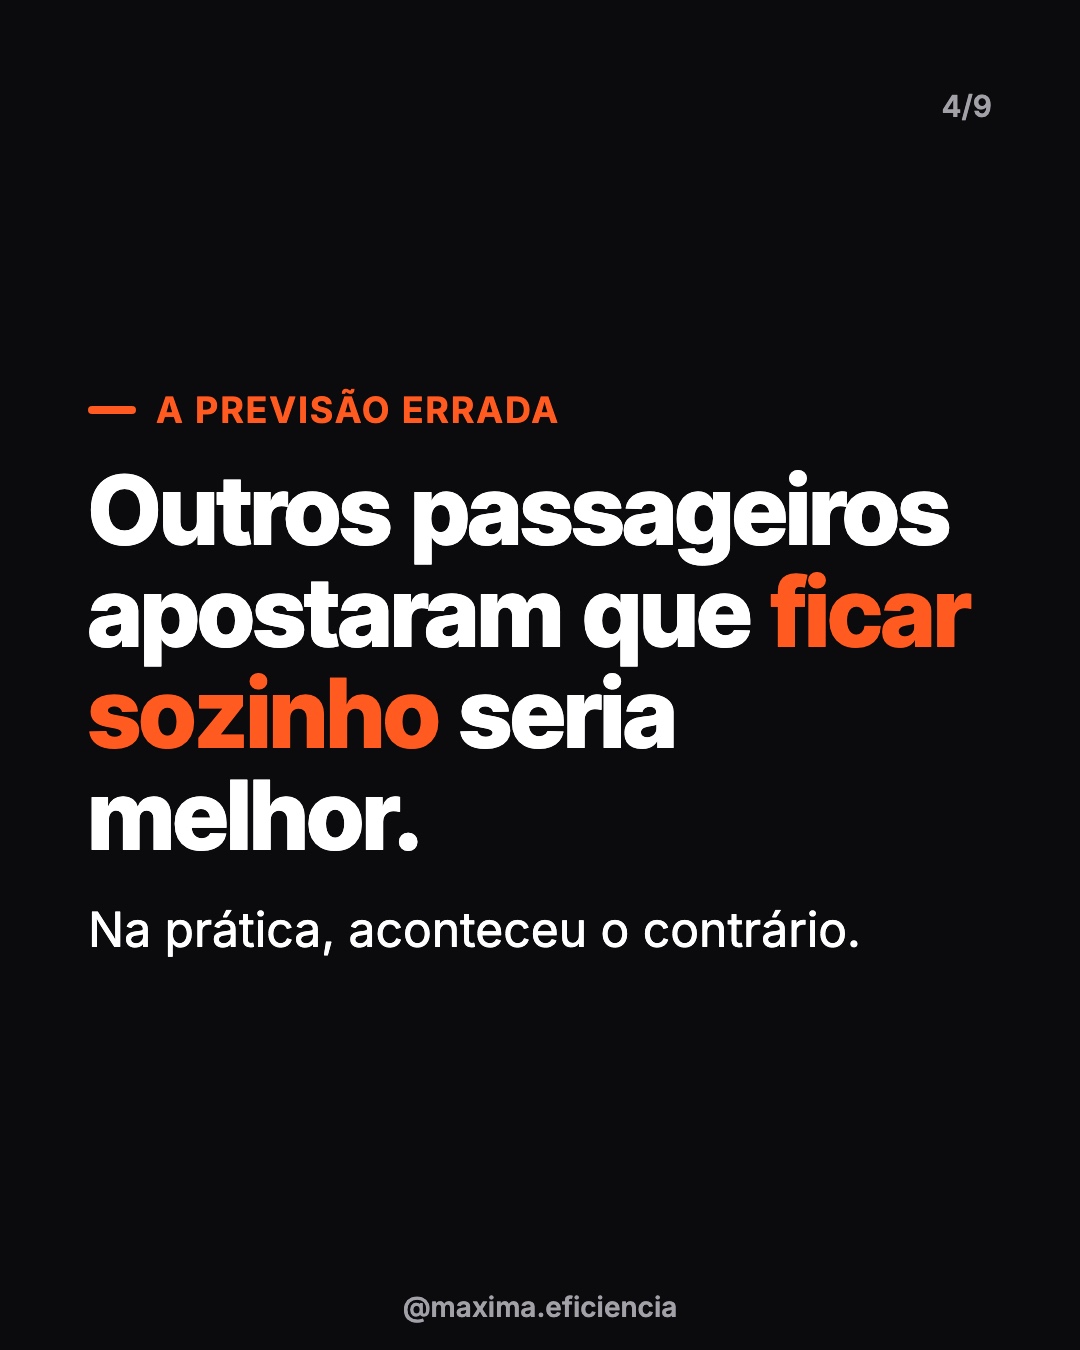 4/9
A PREVISÃO ERRADA
Outros passageiros
apostaram que ficar
sozinho seria
melhor.
Na prática, aconteceu o contrário.
@maxima.eficiencia